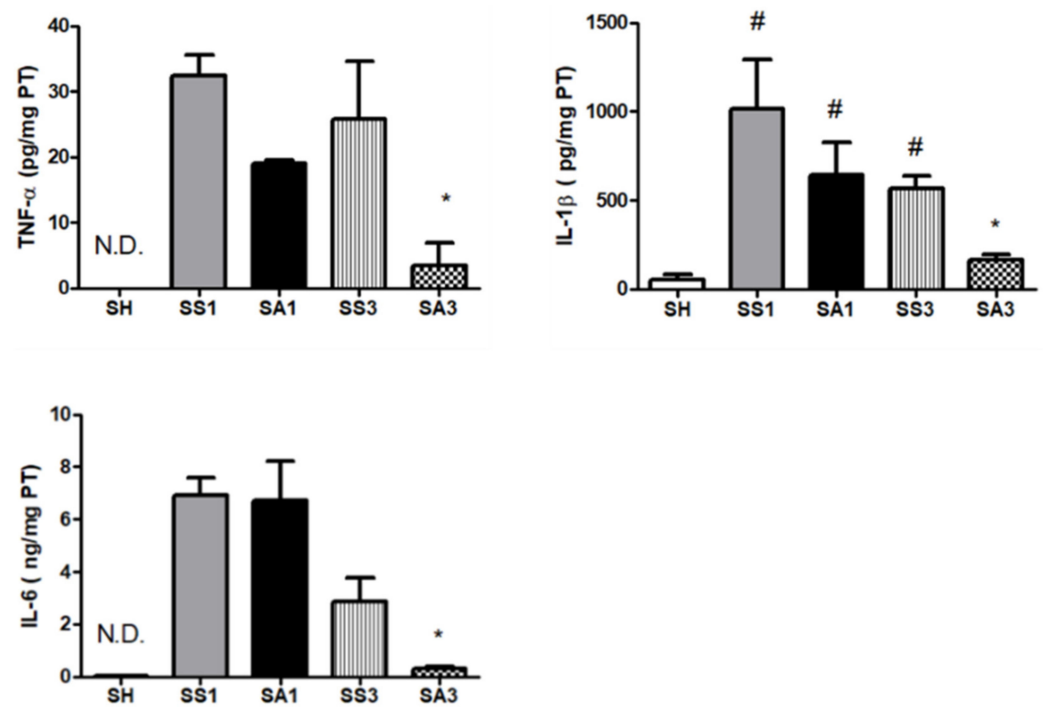 TNF-α (pg/mg PT)
40
30
20
10
0
N.D.
*
SH SS1 SA1 SS3 SA3
IL-1β ( pg/mg PT)
1500
1000
500
0
#
#
#
*
SH SS1 SA1 SS3 SA3
IL-6 ( ng/mg PT)
10
8
6
4
2
0
N.D.
*
SH SS1 SA1 SS3 SA3